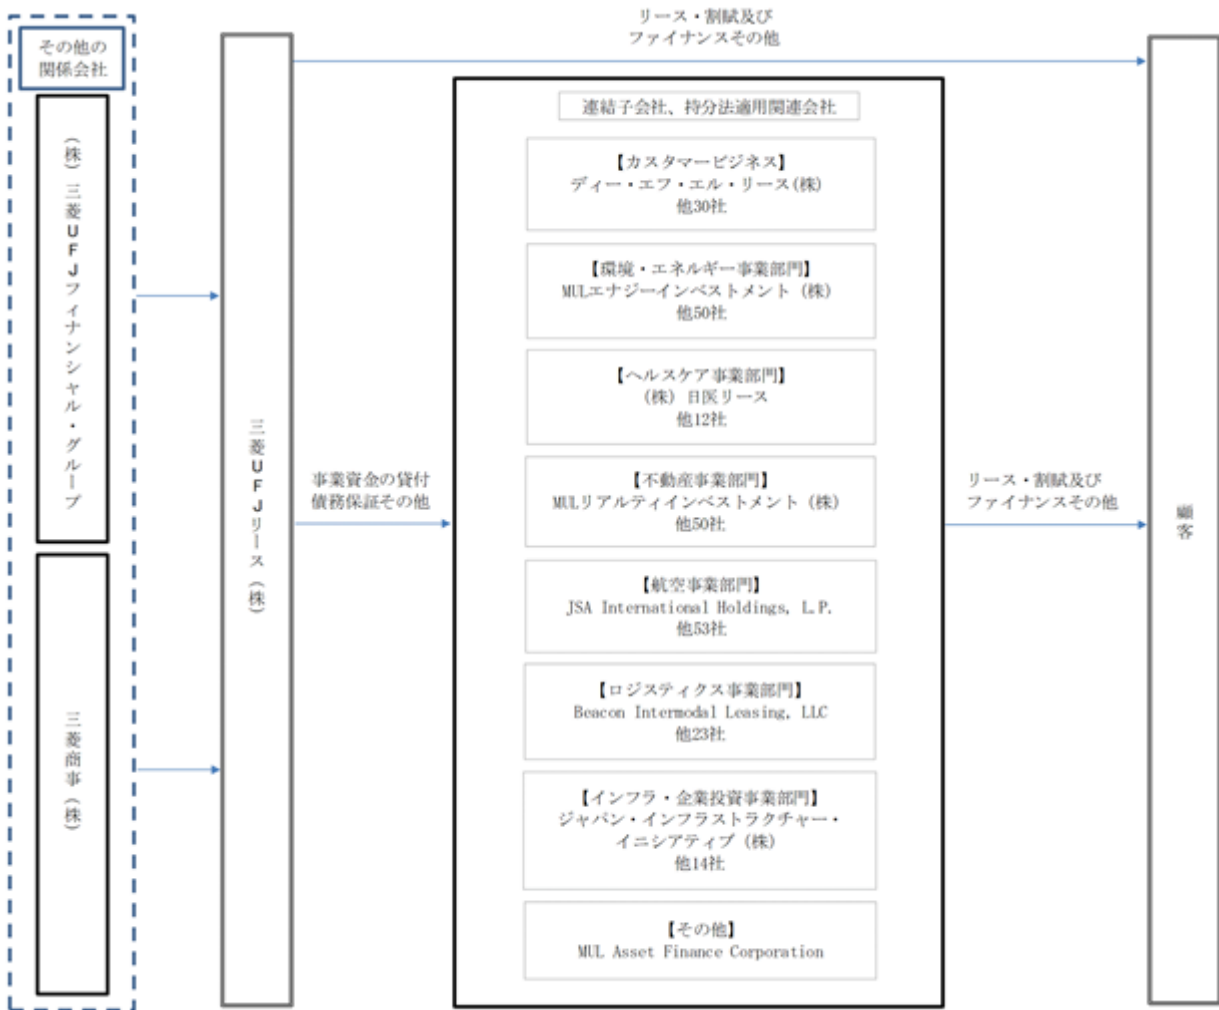 その他の
関係会社
(株)三菱UFJフィナンシャル・グループ
三菱商事(株)
三菱UFJリース(株)
リース・割賦及び
ファイナンスその他
事業資金の貸付
債務保証その他
連結子会社、持分法適用関連会社
【カスタマービジネス】
ディー・エフ・エル・リース(株)
他30社
【環境・エネルギー事業部門】
MULエナジーインベストメント(株)
他50社
【ヘルスケア事業部門】
(株)日医リース
他12社
【不動産事業部門】
MULリアルティインベストメント(株)
他50社
【航空事業部門】
JSA International Holdings, L.P.
他53社
【ロジスティクス事業部門】
Beacon Intermodal Leasing, LLC
他23社
【インフラ・企業投資事業部門】
ジャパン・インフラストラクチャー・
イニシアティブ(株)
他14社
【その他】
MUL Asset Finance Corporation
リース・割賦及び
ファイナンスその他
顧客